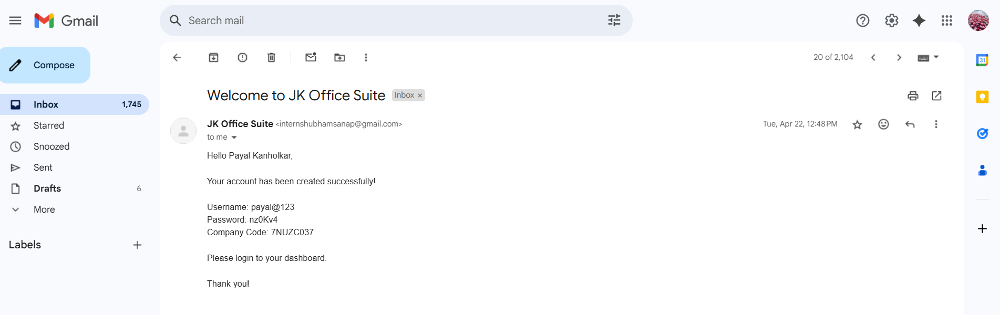 Gmail
Search mail
Compose
20 of 2,104
Welcome to JK Office Suite
Inbox ×
Inbox 1,745
Starred
Snoozed
Sent
Drafts 6
More
Labels
JK Office Suite <internshubhamsanap@gmail.com>
Tue, Apr 22, 12:48 PM
to me
Hello Payal Kanholkar,
Your account has been created successfully!
Username: payal@123
Password: nz0Kv4
Company Code: 7NUZC037
Please login to your dashboard.
Thank you!
31